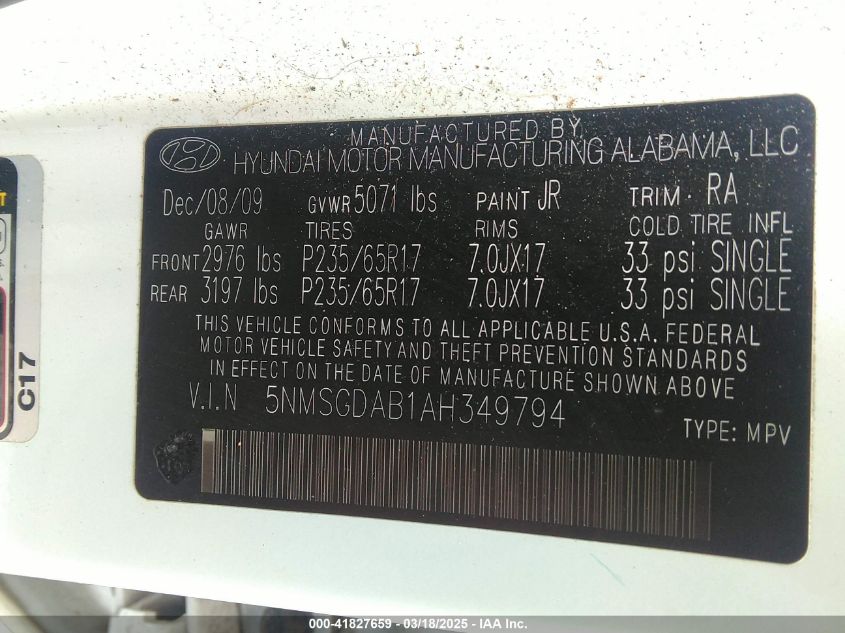 MANUFACTURED BY
HYUNDAI MOTOR MANUFACTURING ALABAMA, LLC
Dec/08/09 GVWR 5071 lbs PAINT JR TRIM. RA
GAWR TIRES RIMS COLD TIRE INFL
FRONT 2976 lbs P235/65R17 7.0JX17 33 psi SINGLE
REAR 3197 lbs P235/65R17 7.0JX17 33 psi SINGLE
THIS VEHICLE CONFORMS TO ALL APPLICABLE U.S.A. FEDERAL
MOTOR VEHICLE SAFETY AND THEFT PREVENTION STANDARDS
IN EFFECT ON THE DATE OF MANUFACTURE SHOWN ABOVE
V.I.N 5NMSGDAB1AH349794
TYPE: MPV
C17
000-41827659 - 03/18/2025 - IAA Inc.